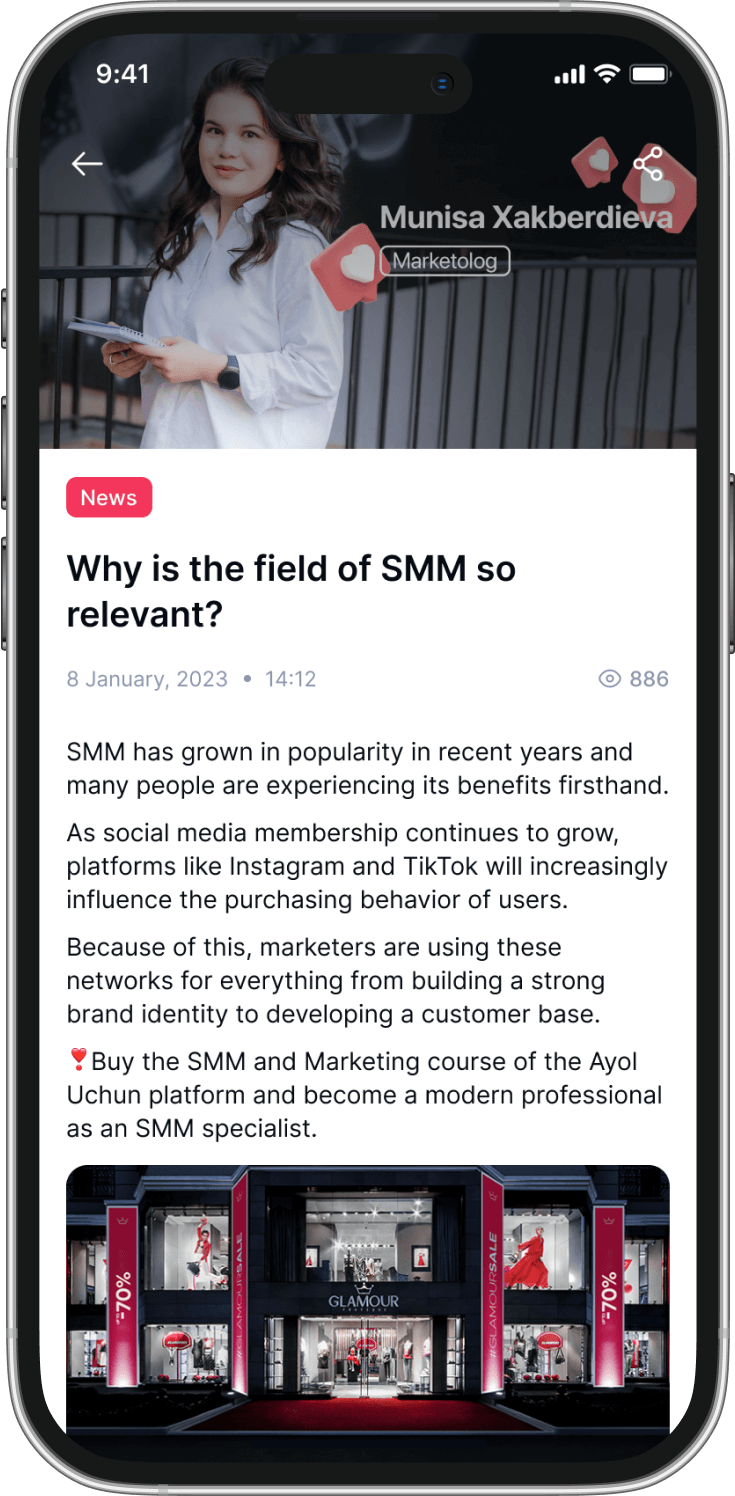 9:41
Munisa Xakberdieva
Marketolog
News
Why is the field of SMM so
relevant?
8 January, 2023 • 14:12
886
SMM has grown in popularity in recent years and
many people are experiencing its benefits firsthand.
As social media membership continues to grow,
platforms like Instagram and TikTok will increasingly
influence the purchasing behavior of users.
Because of this, marketers are using these
networks for everything from building a strong
brand identity to developing a customer base.
❣️Buy the SMM and Marketing course of the Ayol
Uchun platform and become a modern professional
as an SMM specialist.
-70%
#GLAMOURSALE
GLAMOUR
#GLAMOURSALE
-70%